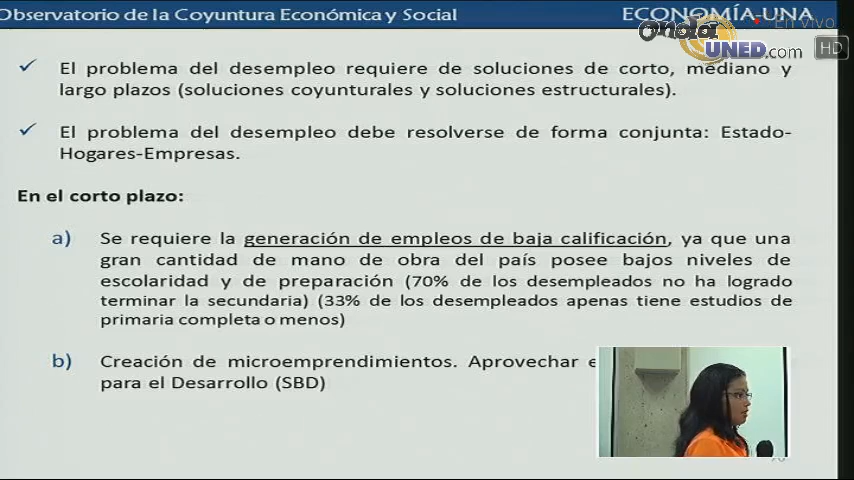 Observatorio de la Coyuntura Económica y Social
ECONOMÍA-UNA
En vivo
Onda
UNED.com
HD
✓ El problema del desempleo requiere de soluciones de corto, mediano y
largo plazos (soluciones coyunturales y soluciones estructurales).
✓ El problema del desempleo debe resolverse de forma conjunta: Estado-
Hogares-Empresas.
En el corto plazo:
a) Se requiere la generación de empleos de baja calificación, ya que una
gran cantidad de mano de obra del país posee bajos niveles de
escolaridad y de preparación (70% de los desempleados no ha logrado
terminar la secundaria) (33% de los desempleados apenas tiene estudios de
primaria completa o menos)
b) Creación de microemprendimientos. Aprovechar
para el Desarrollo (SBD)